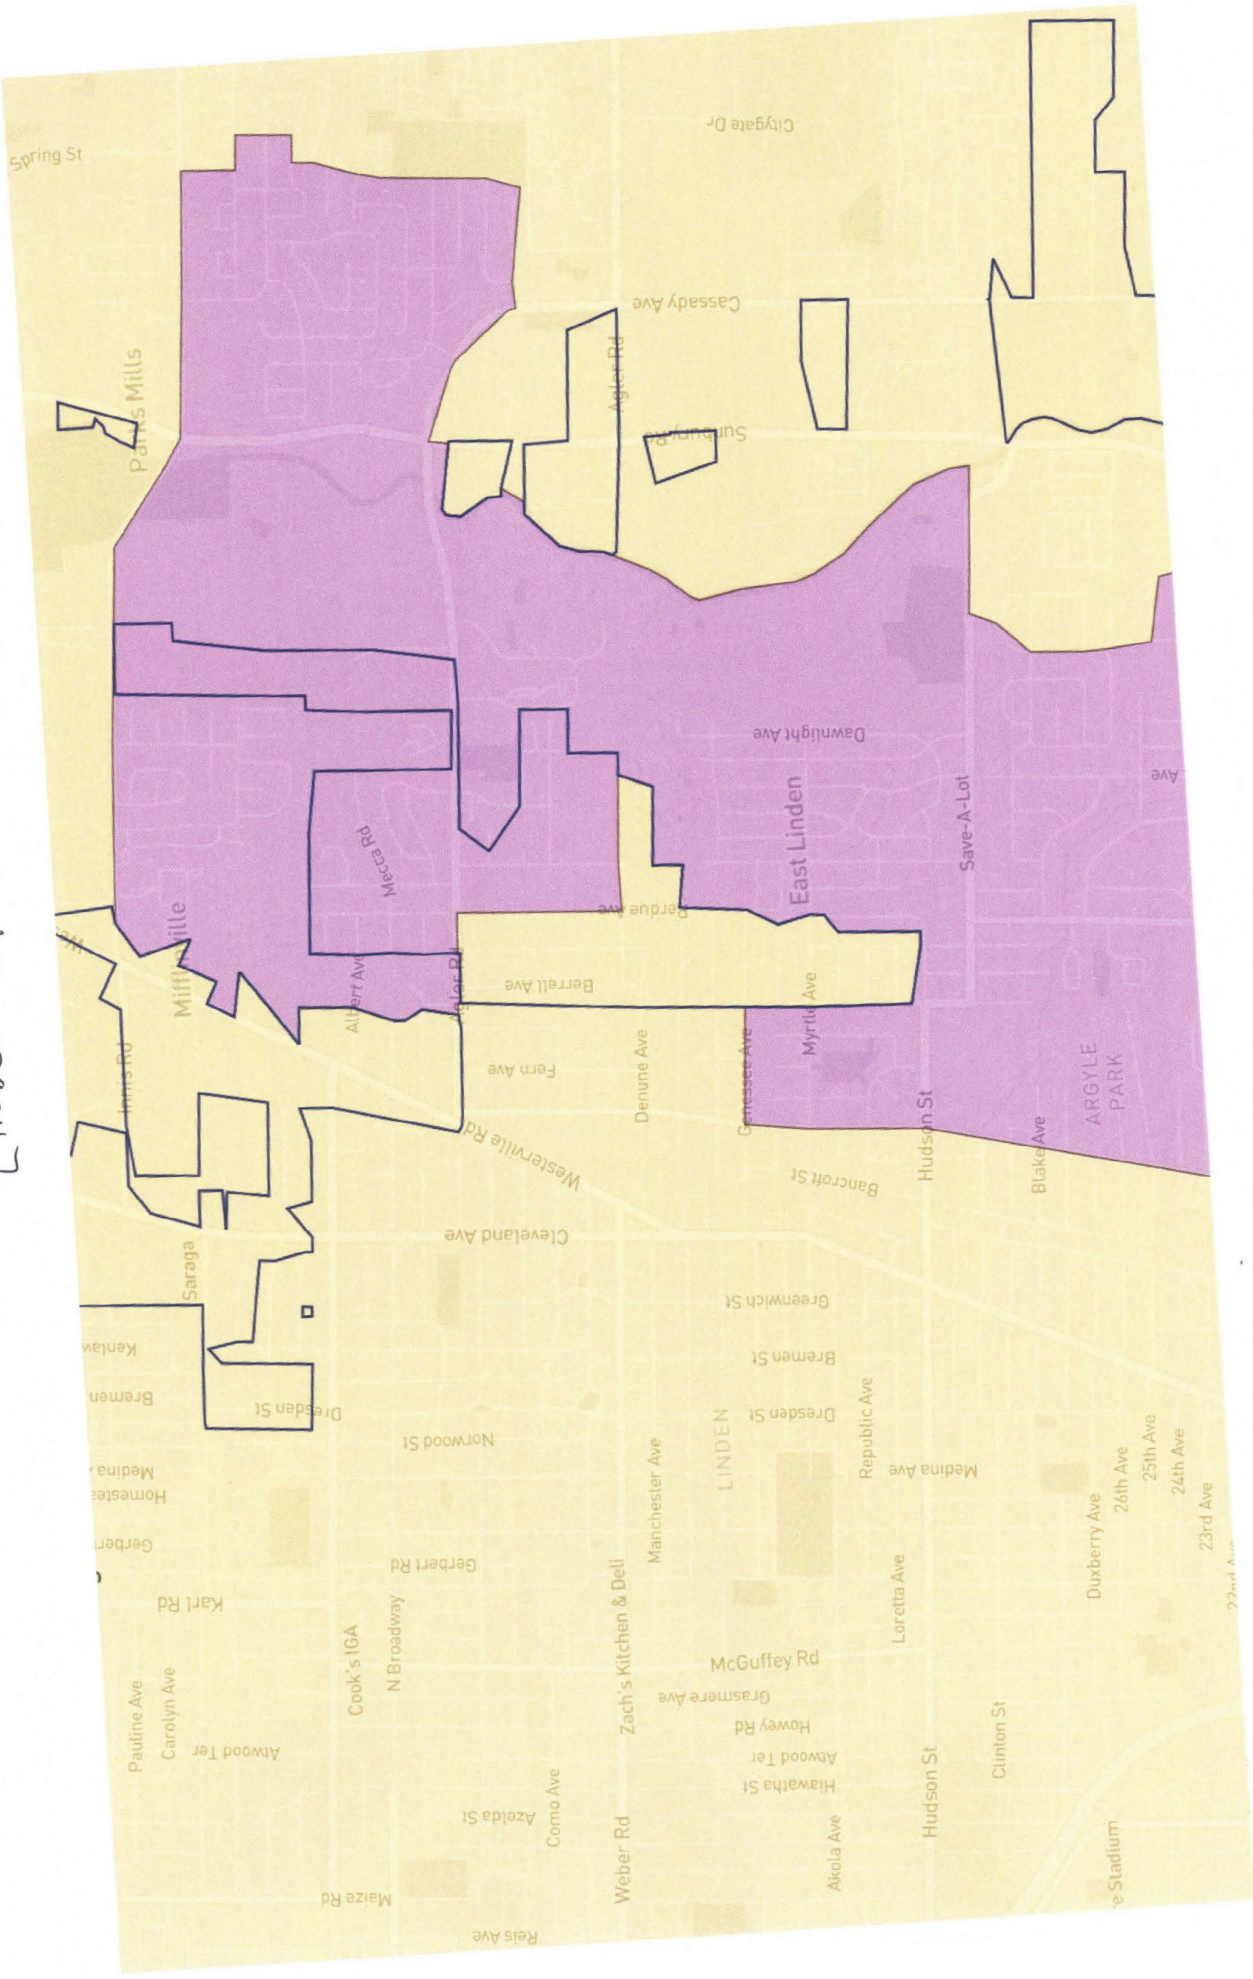 Spring St
Citygate Dr
Cassady Ave
Parks Mills
Agler Rd
Sunbury Rd
Dawnlight Ave
Ave
East Linden
Save-A-Lot
Mecca Rd
Perdue Ave
Mifflinville
Albert Ave
Agler Rd
Berrell Ave
Myrtle Ave
Innis Rd
Fern Ave
Denune Ave
Genessee Ave
ARGYLE
PARK
Westerville Rd
Bancroft St
Hudson St
Blake Ave
Cleveland Ave
Saraga
Greenwich St
Kenlaw
Bremen St
Bremen
Dresden St
Dresden St
Republic Ave
Norwood St
LINDEN
Medina Ave
Medina
Manchester Ave
Homestea
26th Ave
25th Ave
24th Ave
23rd Ave
Duxberry Ave
Gerbert
Gerbert Rd
Karl Rd
Loretta Ave
Cook's IGA
N Broadway
Zach's Kitchen & Deli
McGuffey Rd
Grasmere Ave
Pauline Ave
Carolyn Ave
Howey Rd
Atwood Ter
Atwood Ter
Hiawatha St
Clinton St
Azelda St
Como Ave
Weber Rd
Akola Ave
Hudson St
e Stadium
Maize Rd
Reis Ave